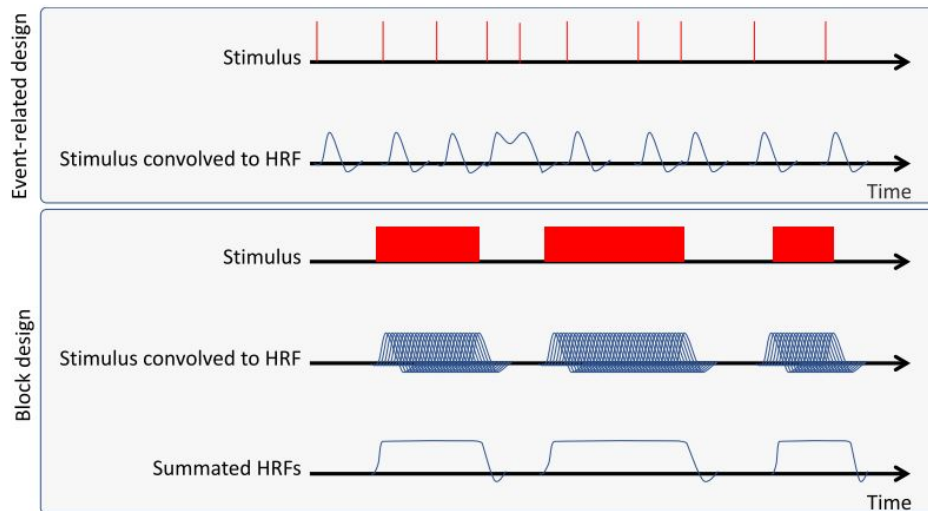 Event-related design
Stimulus
Stimulus convolved to HRF
Time
Block design
Stimulus
Stimulus convolved to HRF
Summated HRFs
Time